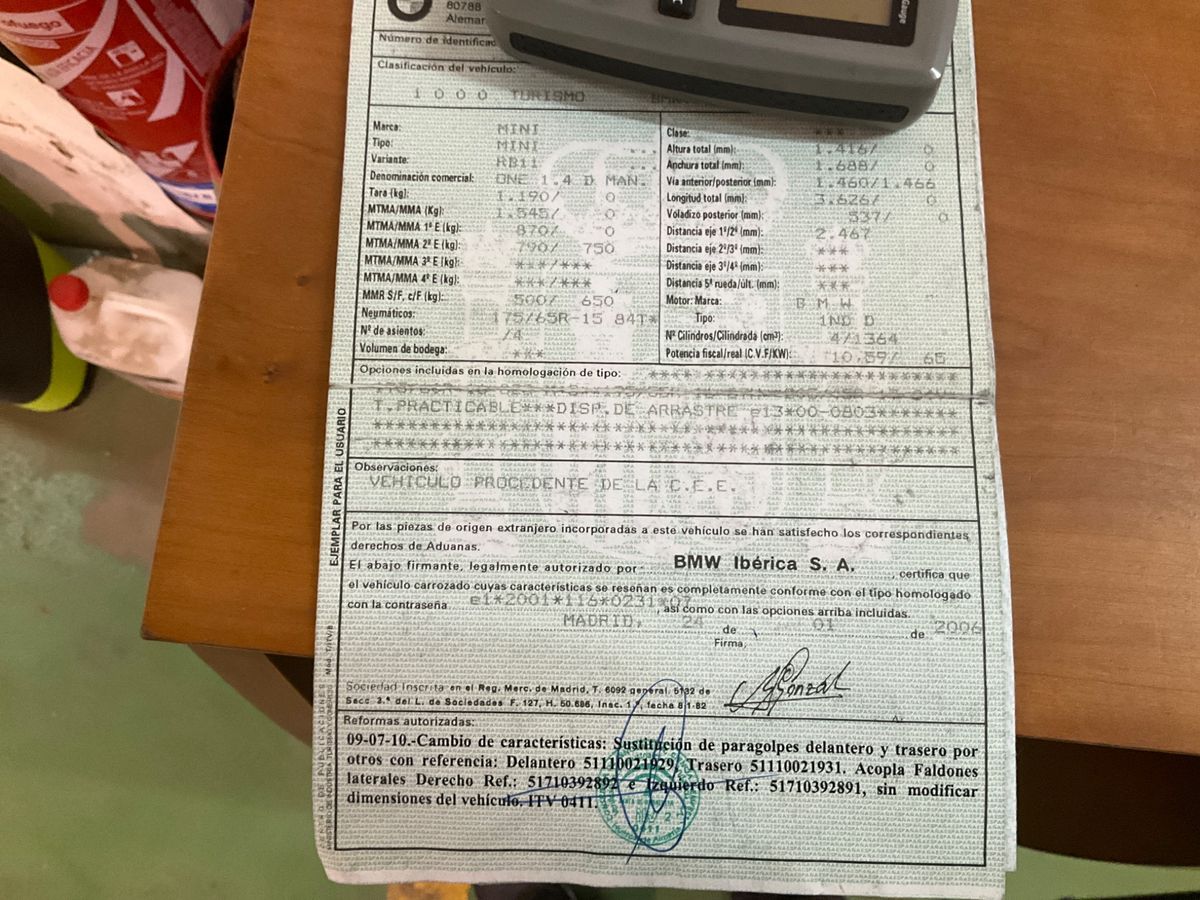 80788
Alemar
Número de identificac
Clasificación del vehículo:
1 0 0 0 TURISMO BMW
Marca: MINI
Tipo: MINI
Variante: RB11
Denominación comercial: ONE 1.4 D MAN.
Tara (kg): 1.190/ 0
MTMA/MMA (Kg): 1.545/ 0
MTMA/MMA 1º E (kg): 870/ 0
MTMA/MMA 2º E (kg): 790/ 750
MTMA/MMA 3º E (kg): ***/***
MTMA/MMA 4º E (kg): ***/***
MMR S/F, c/F (kg): 500/ 650
Neumáticos: 175/65R-15 84T*
Nº de asientos: /4
Volumen de bodega: ***
Clase: ***
Altura total (mm): 1.416/ 0
Anchura total (mm): 1.688/ 0
Vía anterior/posterior (mm): 1.460/1.466
Longitud total (mm): 3.626/ 0
Voladizo posterior (mm): 537/ 0
Distancia eje 1º/2º (mm): 2.467
Distancia eje 2º/3º (mm): ***
Distancia eje 3º/4º (mm): ***
Distancia 5ª rueda/últ. (mm): ***
Motor: Marca: B M W
Tipo: 1ND D
Nº Cilindros/Cilindrada (cm³): 4/1364
Potencia fiscal/real (C.V.F/KW): 10.59/ 65
Opciones incluidas en la homologación de tipo: ***********************
T.PRACTICABLE***DISP.DE ARRASTRE e13*00-0803*******
Observaciones:
VEHICULO PROCEDENTE DE LA C.E.E.
Por las piezas de origen extranjero incorporadas a este vehículo se han satisfecho los correspondientes
derechos de Aduanas.
El abajo firmante, legalmente autorizado por BMW Ibérica S. A. , certifica que
el vehículo carrozado cuyas características se reseñan es completamente conforme con el tipo homologado
con la contraseña e1*2001*116*0231*07 , así como con las opciones arriba incluidas.
MADRID, 24 de 01 de 2006
Firma,
Sociedad Inscrita en el Reg. Merc. de Madrid, T. 6092 general, 5132 de
Secc 3.ª del L. de Sociedades F. 127, H. 50.686, Insc. 1.ª, fecha 8-1-82
Reformas autorizadas:
09-07-10.-Cambio de características: Sustitución de paragolpes delantero y trasero por
otros con referencia: Delantero 51110021929, Trasero 51110021931. Acopla Faldones
laterales Derecho Ref.: 51710392892 e Izquierdo Ref.: 51710392891, sin modificar
dimensiones del vehículo. ITV 0411.
EJEMPLAR PARA EL USUARIO
Gauge